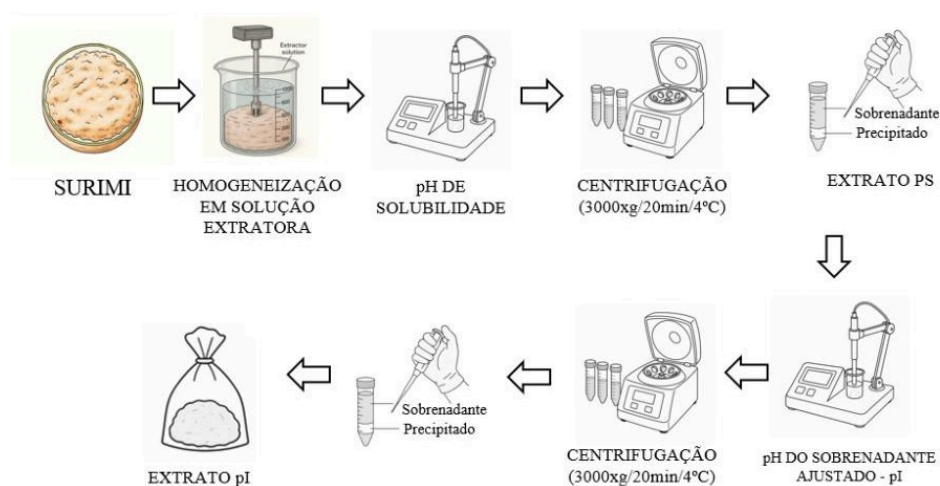 Extractor
solution
SURIMI
HOMOGENEIZAÇÃO
EM SOLUÇÃO
EXTRATORA
pH DE
SOLUBILIDADE
CENTRIFUGAÇÃO
(3000xg/20min/4ºC)
Sobrenadante
Precipitado
EXTRATO PS
pH DO SOBRENADANTE
AJUSTADO - pI
CENTRIFUGAÇÃO
(3000xg/20min/4ºC)
Sobrenadante
Precipitado
EXTRATO pI